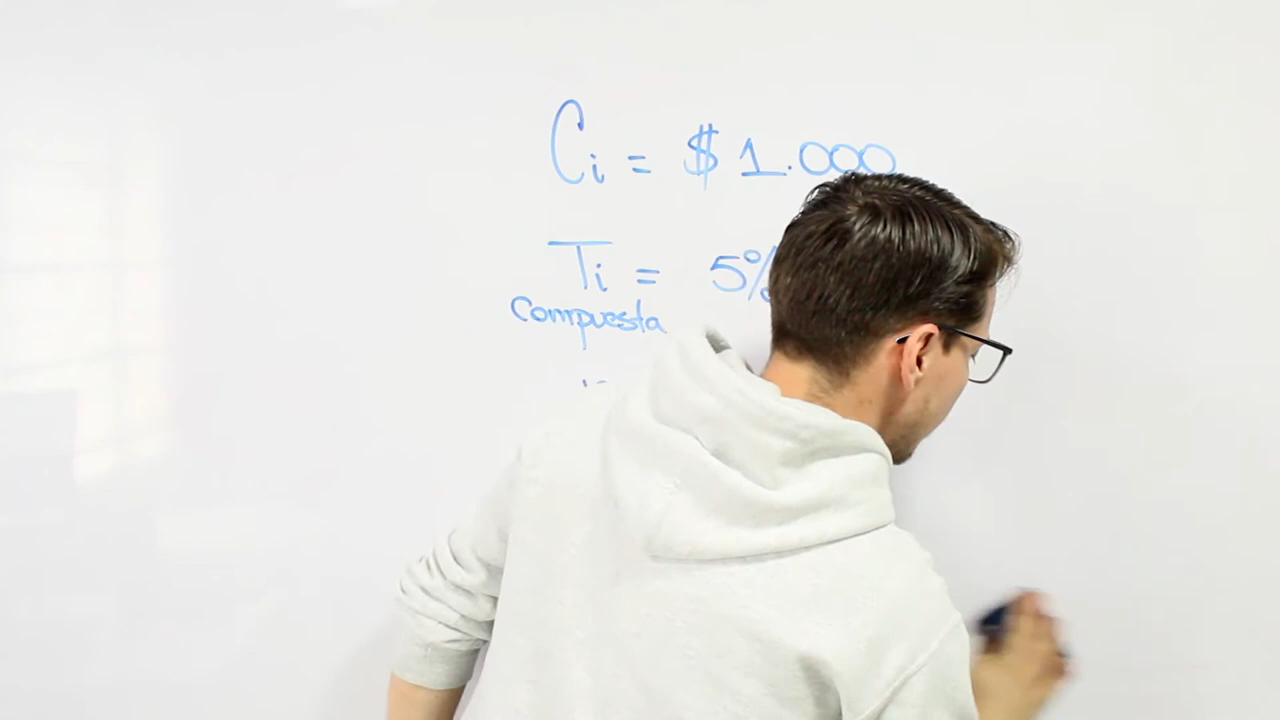 Ci = $ 1.000
Ti = 5%
Compuesta